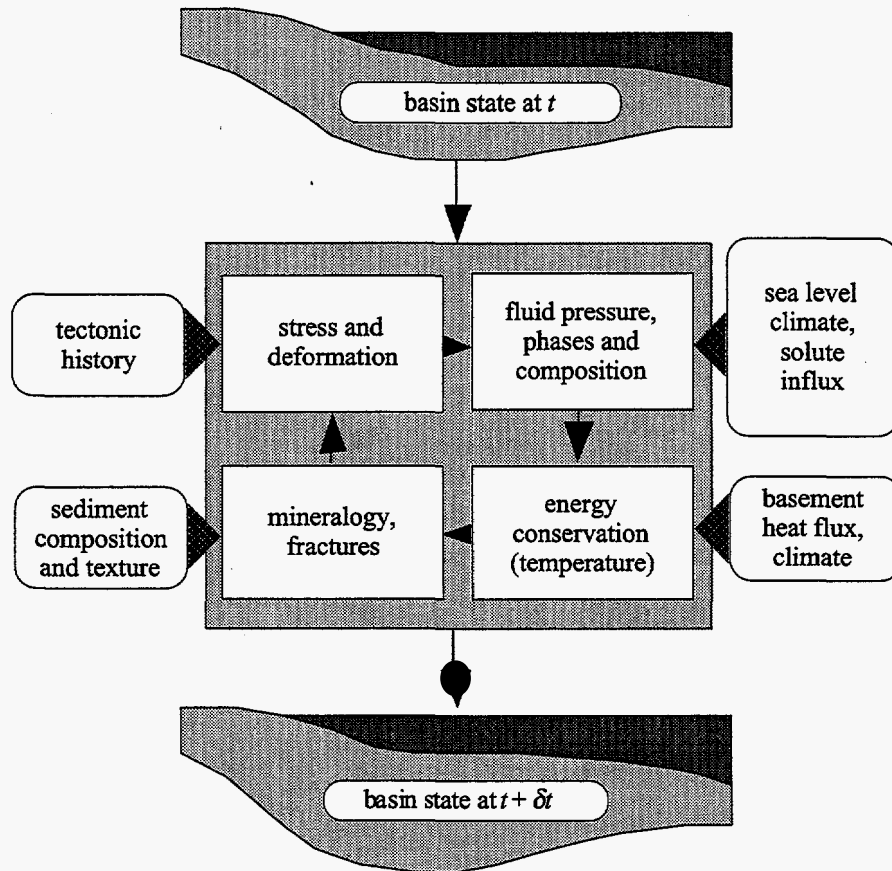 basin state at t
tectonic
history
stress and
deformation
fluid pressure,
phases and
composition
sea level
climate,
solute
influx
sediment
composition
and texture
mineralogy,
fractures
energy
conservation
(temperature)
basement
heat flux,
climate
basin state at t + δt